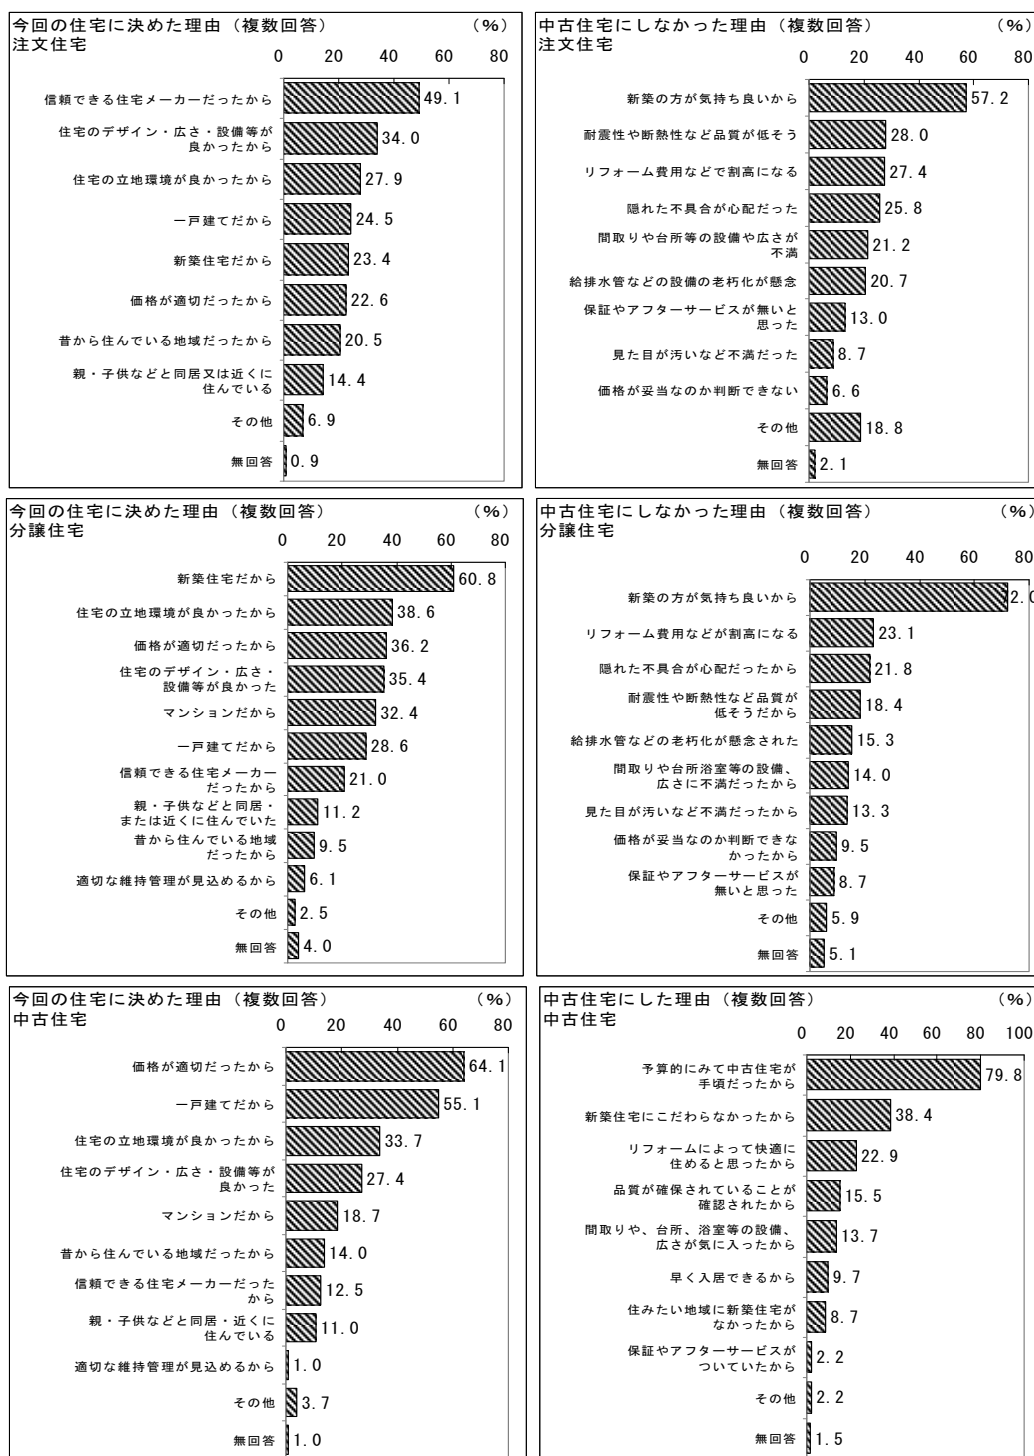 今回の住宅に決めた理由（複数回答） （%）
注文住宅
0 20 40 60 80
信頼できる住宅メーカーだったから 49.1
住宅のデザイン・広さ・設備等が
良かったから 34.0
住宅の立地環境が良かったから 27.9
一戸建てだから 24.5
新築住宅だから 23.4
価格が適切だったから 22.6
昔から住んでいる地域だったから 20.5
親・子供などと同居又は近くに
住んでいる 14.4
その他 6.9
無回答 0.9
中古住宅にしなかった理由（複数回答） （%）
注文住宅
0 20 40 60 80
新築の方が気持ち良いから 57.2
耐震性や断熱性など品質が低そう 28.0
リフォーム費用などで割高になる 27.4
隠れた不具合が心配だった 25.8
間取りや台所等の設備や広さが
不満 21.2
給排水管などの設備の老朽化が懸念 20.7
保証やアフターサービスが無いと
思った 13.0
見た目が汚いなど不満だった 8.7
価格が妥当なのか判断できない 6.6
その他 18.8
無回答 2.1
今回の住宅に決めた理由（複数回答） （%）
分譲住宅
0 20 40 60 80
新築住宅だから 60.8
住宅の立地環境が良かったから 38.6
価格が適切だったから 36.2
住宅のデザイン・広さ・
設備等が良かった 35.4
マンションだから 32.4
一戸建てだから 28.6
信頼できる住宅メーカー
だったから 21.0
親・子供などと同居・
または近くに住んでいた 11.2
昔から住んでいる地域
だったから 9.5
適切な維持管理が見込めるから 6.1
その他 2.5
無回答 4.0
中古住宅にしなかった理由（複数回答） （%）
分譲住宅
0 20 40 60 80
新築の方が気持ち良いから 2.0
リフォーム費用などが割高になる 23.1
隠れた不具合が心配だったから 21.8
耐震性や断熱性など品質が
低そうだから 18.4
給排水管などの老朽化が懸念された 15.3
間取りや台所浴室等の設備、
広さに不満だったから 14.0
見た目が汚いなど不満だったから 13.3
価格が妥当なのか判断できな
かったから 9.5
保証やアフターサービスが
無いと思った 8.7
その他 5.9
無回答 5.1
今回の住宅に決めた理由（複数回答） （%）
中古住宅
0 20 40 60 80
価格が適切だったから 64.1
一戸建てだから 55.1
住宅の立地環境が良かったから 33.7
住宅のデザイン・広さ・設備等が
良かった 27.4
マンションだから 18.7
昔から住んでいる地域だったから 14.0
信頼できる住宅メーカーだった
から 12.5
親・子供などと同居・近くに
住んでいる 11.0
適切な維持管理が見込めるから 1.0
その他 3.7
無回答 1.0
中古住宅にした理由（複数回答） （%）
中古住宅
0 20 40 60 80 100
予算的にみて中古住宅が
手頃だったから 79.8
新築住宅にこだわらなかったから 38.4
リフォームによって快適に
住めると思ったから 22.9
品質が確保されていることが
確認されたから 15.5
間取りや、台所、浴室等の設備、
広さが気に入ったから 13.7
早く入居できるから 9.7
住みたい地域に新築住宅が
なかったから 8.7
保証やアフターサービスが
ついていたから 2.2
その他 2.2
無回答 1.5